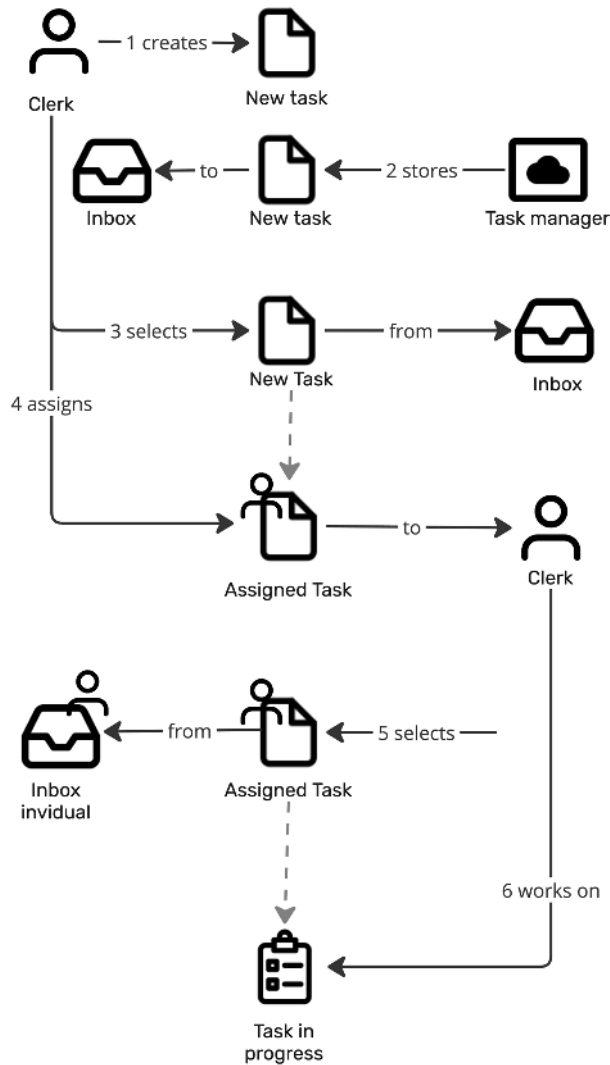 1 creates
Clerk
New task
to
2 stores
Inbox
New task
Task manager
3 selects
from
New Task
Inbox
4 assigns
to
Assigned Task
Clerk
from
5 selects
Inbox
invidual
Assigned Task
6 works on
Task in
progress